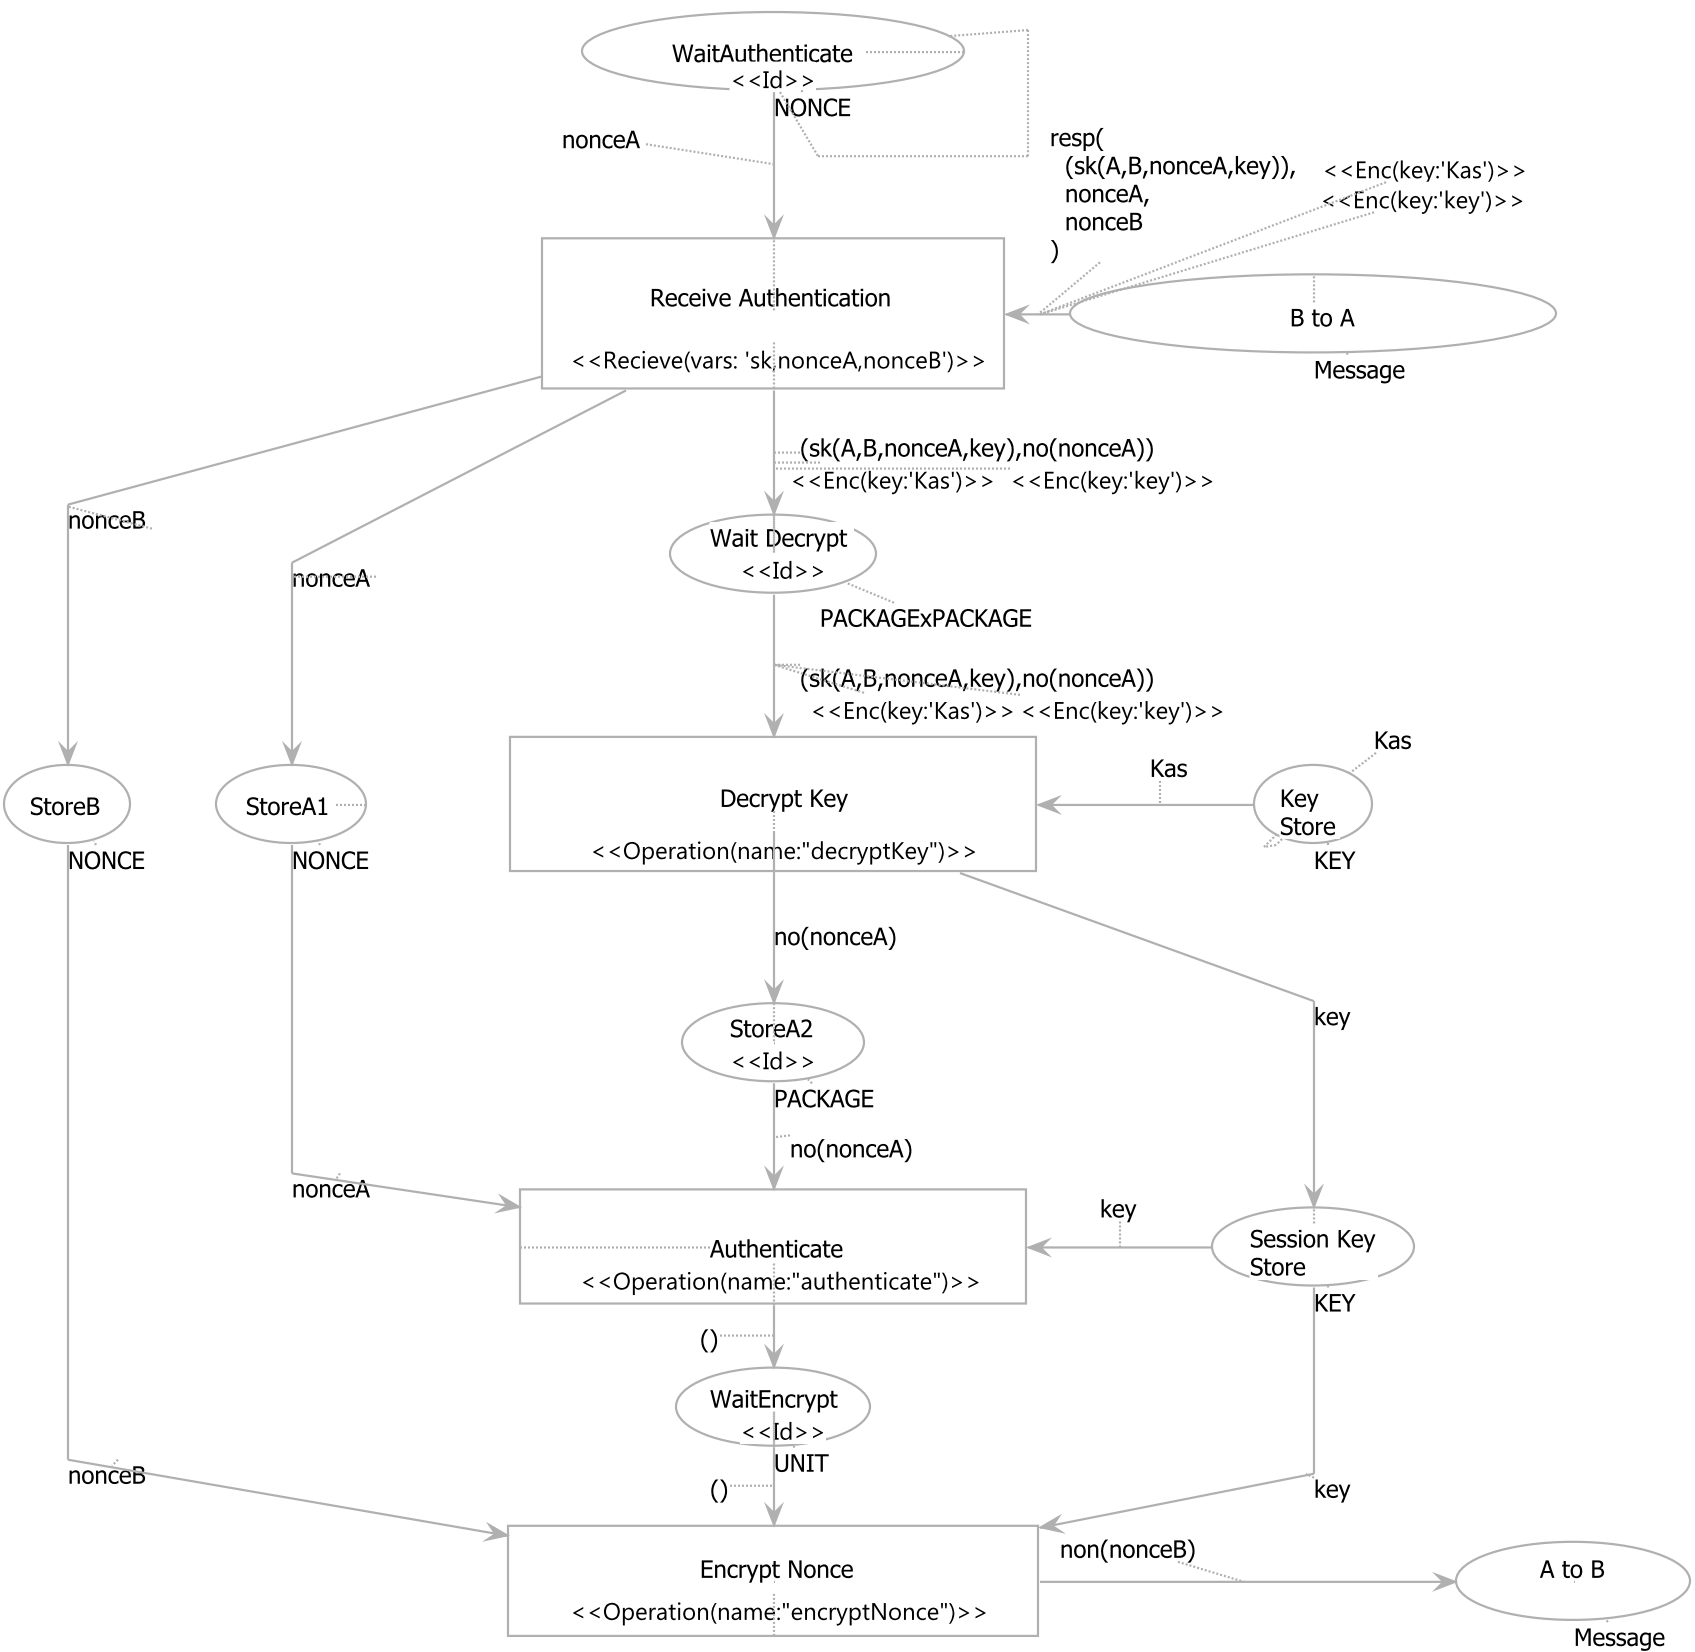 WaitAuthenticate
<<Id>>
NONCE
nonceA
resp(
(sk(A,B,nonceA,key)),
nonceA,
nonceB
)
<<Enc(key:'Kas')>>
<<Enc(key:'key')>>
Receive Authentication
<<Recieve(vars: 'sk,nonceA,nonceB')>>
B to A
Message
(sk(A,B,nonceA,key),no(nonceA))
<<Enc(key:'Kas')>> <<Enc(key:'key')>>
nonceB
nonceA
Wait Decrypt
<<Id>>
PACKAGExPACKAGE
(sk(A,B,nonceA,key),no(nonceA))
<<Enc(key:'Kas')>> <<Enc(key:'key')>>
StoreB
NONCE
StoreA1
NONCE
Decrypt Key
<<Operation(name:"decryptKey")>>
Kas
Kas
Key
Store
KEY
no(nonceA)
key
StoreA2
<<Id>>
PACKAGE
no(nonceA)
nonceA
Authenticate
<<Operation(name:"authenticate")>>
key
Session Key
Store
KEY
()
WaitEncrypt
<<Id>>
UNIT
()
nonceB
key
Encrypt Nonce
<<Operation(name:"encryptNonce")>>
non(nonceB)
A to B
Message